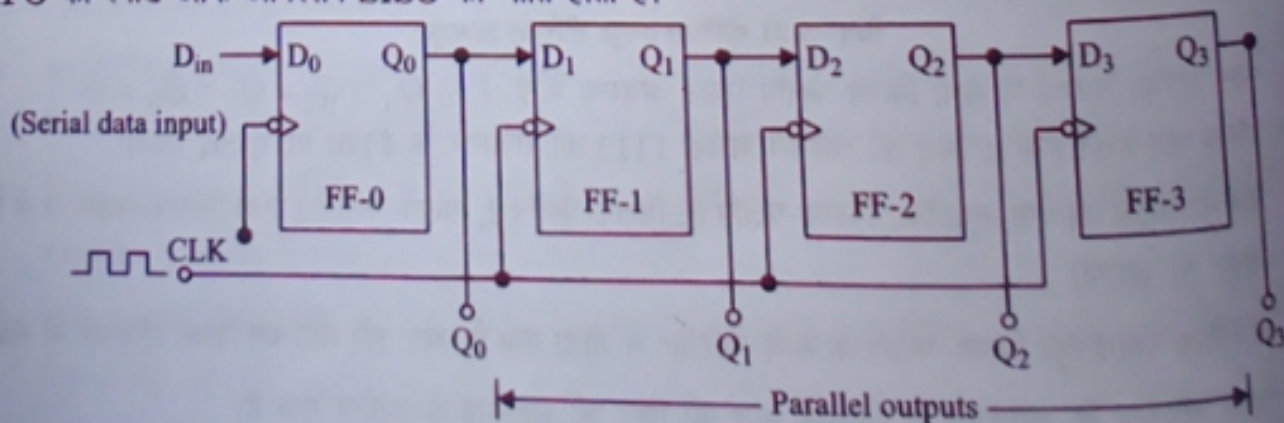 D₀ Q₀ D₁ Q₁ D₂ Q₂ D₃ Q₃
Dᵢₙ
(Serial data input)
FF-0 FF-1 FF-2 FF-3
CLK
Q₀ Q₁ Q₂ Q₃
Parallel outputs